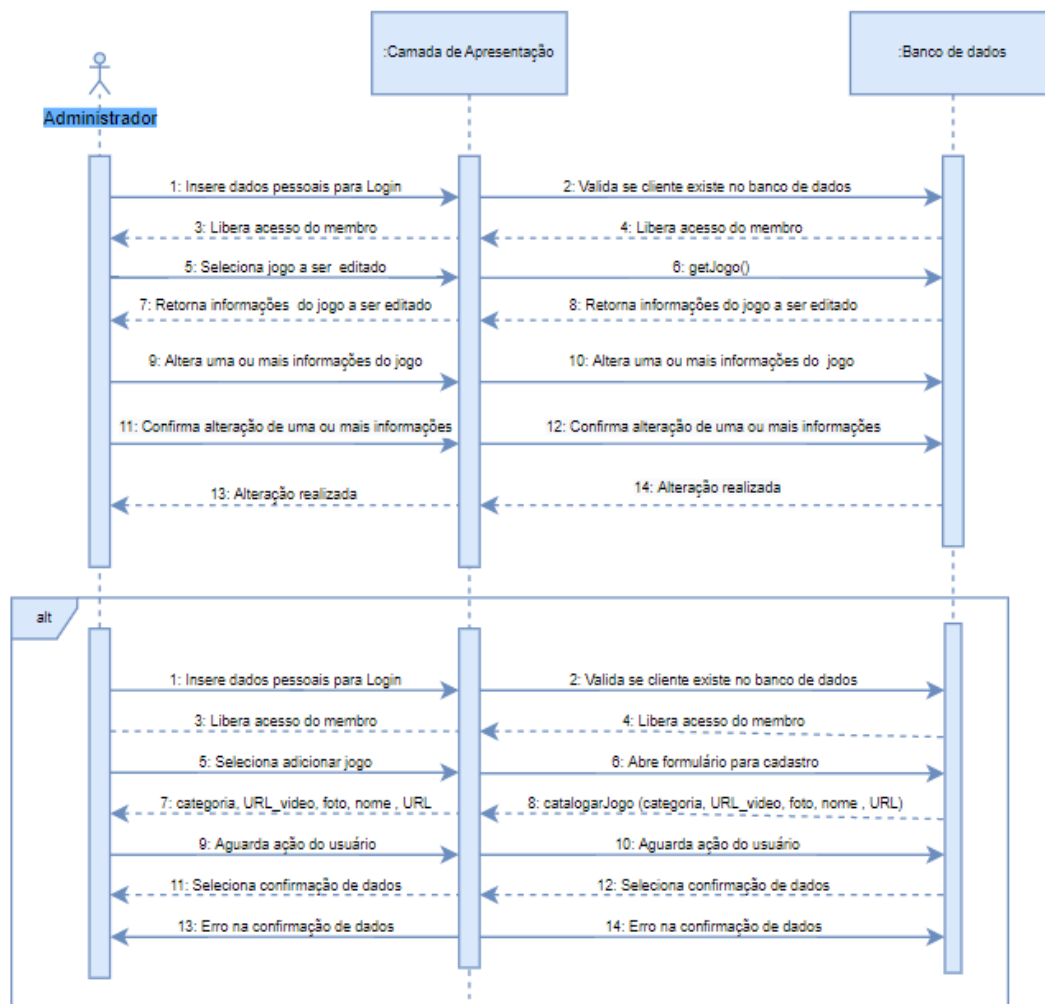 :Camada de Apresentação
:Banco de dados
Administrador
1: Insere dados pessoais para Login
2: Valida se cliente existe no banco de dados
3: Libera acesso do membro
4: Libera acesso do membro
5: Seleciona jogo a ser editado
6: getJogo()
7: Retorna informações do jogo a ser editado
8: Retorna informações do jogo a ser editado
9: Altera uma ou mais informações do jogo
10: Altera uma ou mais informações do jogo
11: Confirma alteração de uma ou mais informações
12: Confirma alteração de uma ou mais informações
13: Alteração realizada
14: Alteração realizada
alt
1: Insere dados pessoais para Login
2: Valida se cliente existe no banco de dados
3: Libera acesso do membro
4: Libera acesso do membro
5: Seleciona adicionar jogo
6: Abre formulário para cadastro
7: categoria, URL_video, foto, nome , URL
8: catalogarJogo (categoria, URL_video, foto, nome , URL)
9: Aguarda ação do usuário
10: Aguarda ação do usuário
11: Seleciona confirmação de dados
12: Seleciona confirmação de dados
13: Erro na confirmação de dados
14: Erro na confirmação de dados